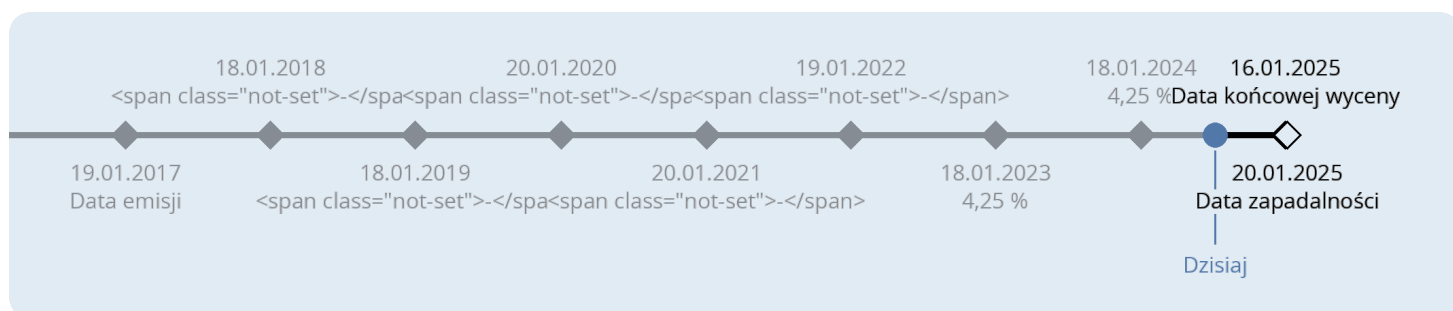 18.01.2018
<span class="not-set">-</spa
20.01.2020
<span class="not-set">-</spa
19.01.2022
<span class="not-set">-</span>
18.01.2024
4,25 %
16.01.2025
Data końcowej wyceny
19.01.2017
Data emisji
18.01.2019
<span class="not-set">-</spa
20.01.2021
<span class="not-set">-</span>
18.01.2023
4,25 %
20.01.2025
Data zapadalności
Dzisiaj